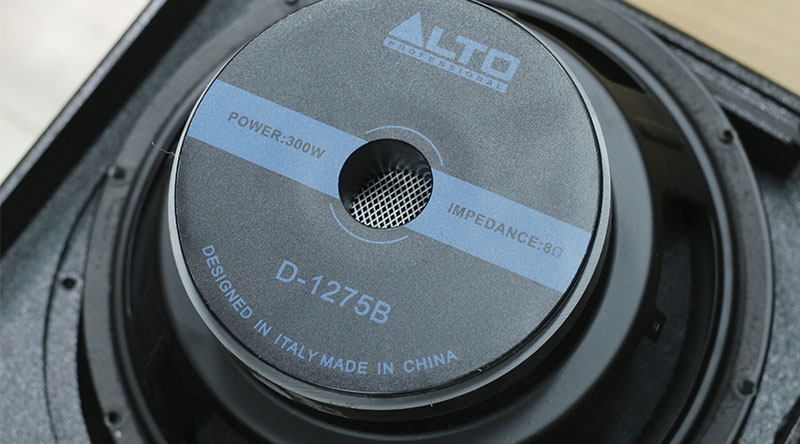 ALTO
PROFESSIONAL
POWER:300W
IMPEDANCE:8Ω
D-1275B
DESIGNED IN ITALY MADE IN CHINA